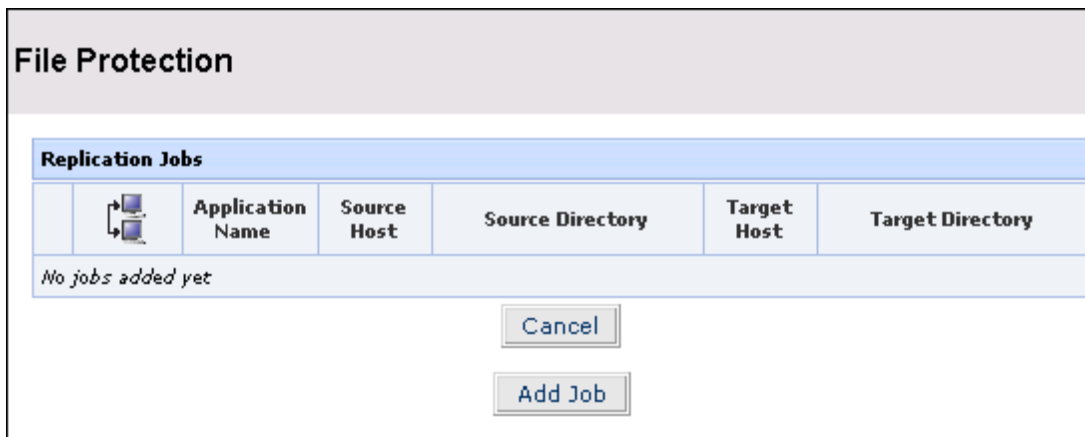 File Protection
Replication Jobs
Application Name
Source Host
Source Directory
Target Host
Target Directory
No jobs added yet
Cancel
Add Job